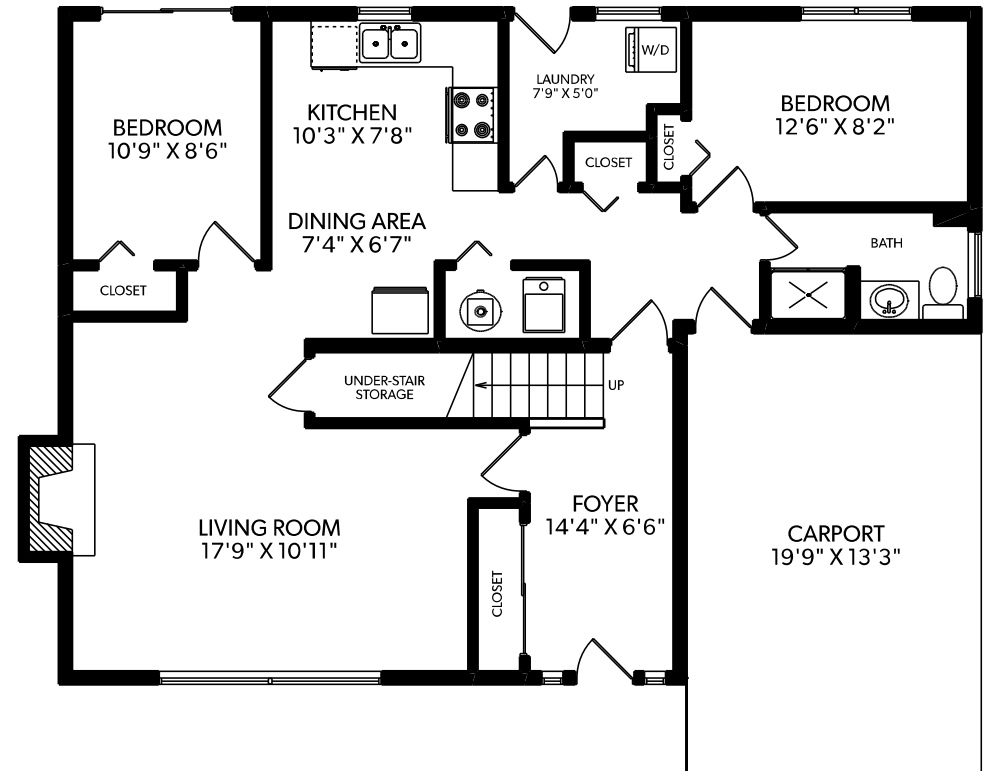 W/D
LAUNDRY
7'9" X 5'0"
KITCHEN
10'3" X 7'8"
BEDROOM
12'6" X 8'2"
BEDROOM
10'9" X 8'6"
CLOSET
CLOSET
DINING AREA
7'4" X 6'7"
BATH
CLOSET
UNDER-STAIR
STORAGE
UP
FOYER
14'4" X 6'6"
LIVING ROOM
17'9" X 10'11"
CARPORT
19'9" X 13'3"
CLOSET